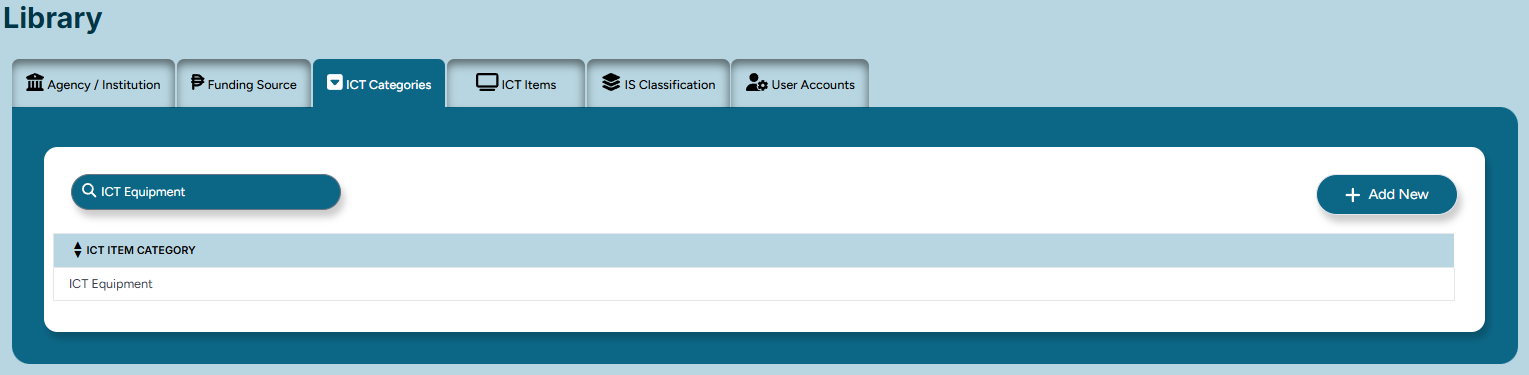 Library
Agency / Institution
Funding Source
ICT Categories
ICT Items
IS Classification
User Accounts
ICT Equipment
Add New
ICT ITEM CATEGORY
ICT Equipment